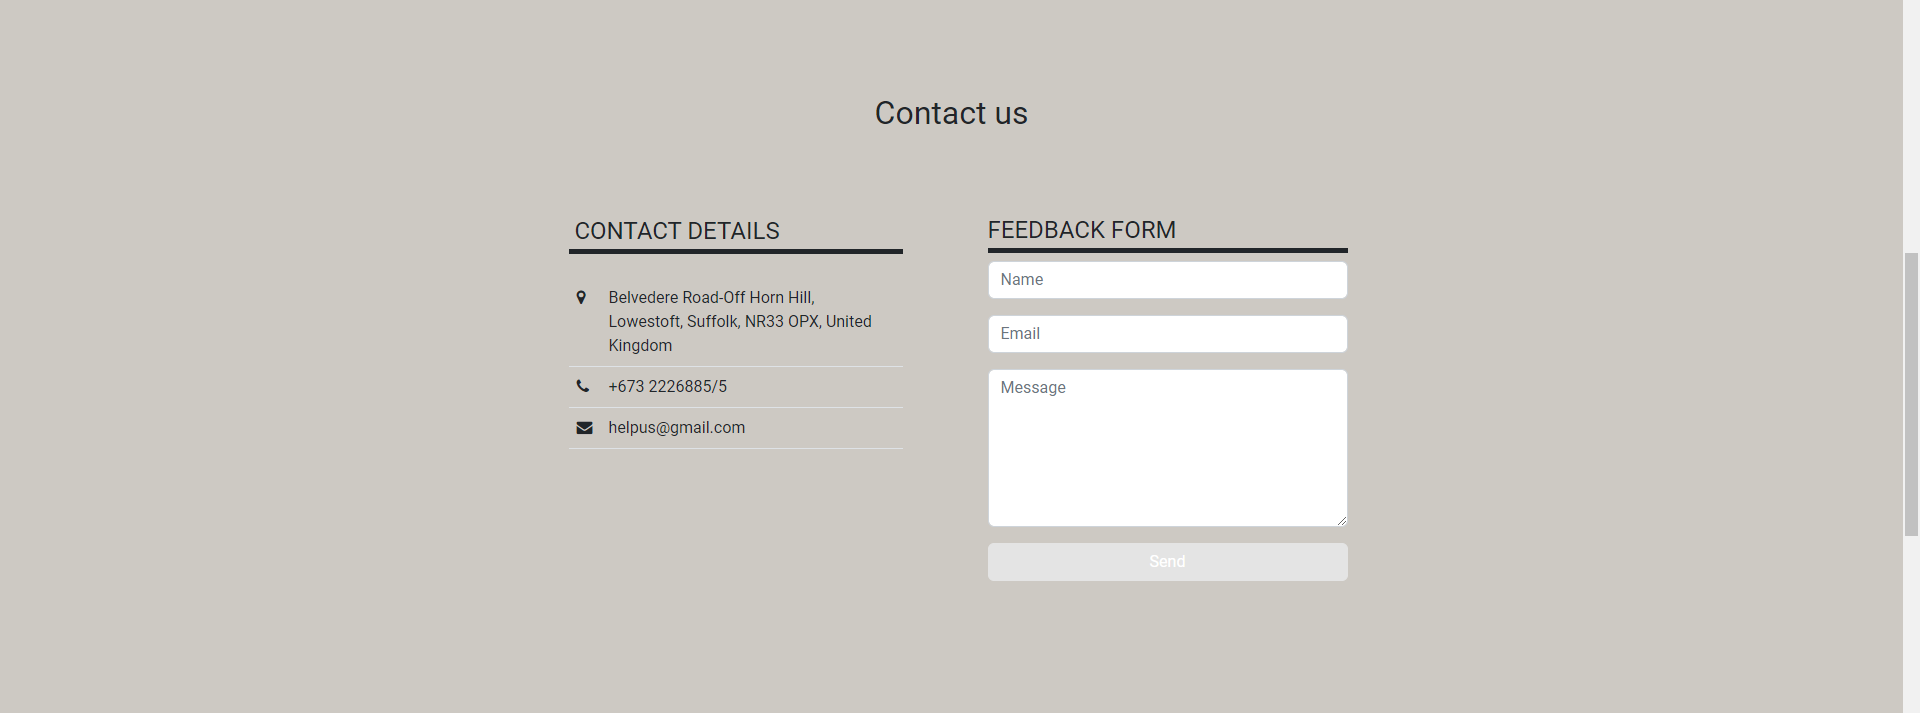 Contact us
CONTACT DETAILS
Belvedere Road-Off Horn Hill,
Lowestoft, Suffolk, NR33 OPX, United
Kingdom
+673 2226885/5
helpus@gmail.com
FEEDBACK FORM
Name
Email
Message
Send